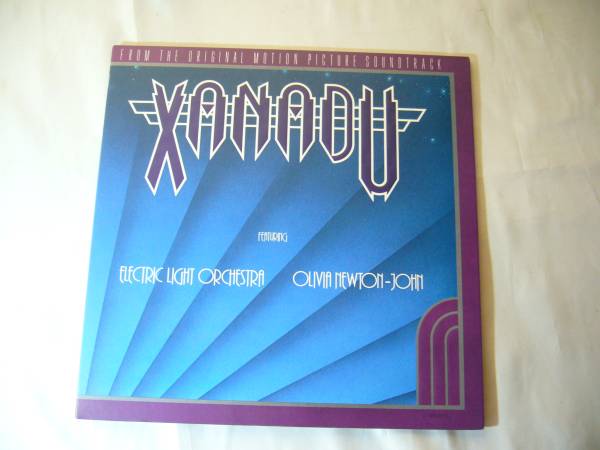 FROM THE ORIGINAL MOTION PICTURE SOUNDTRACK
XANADU
FEATURING
ELECTRIC LIGHT ORCHESTRA OLIVIA NEWTON-JOHN